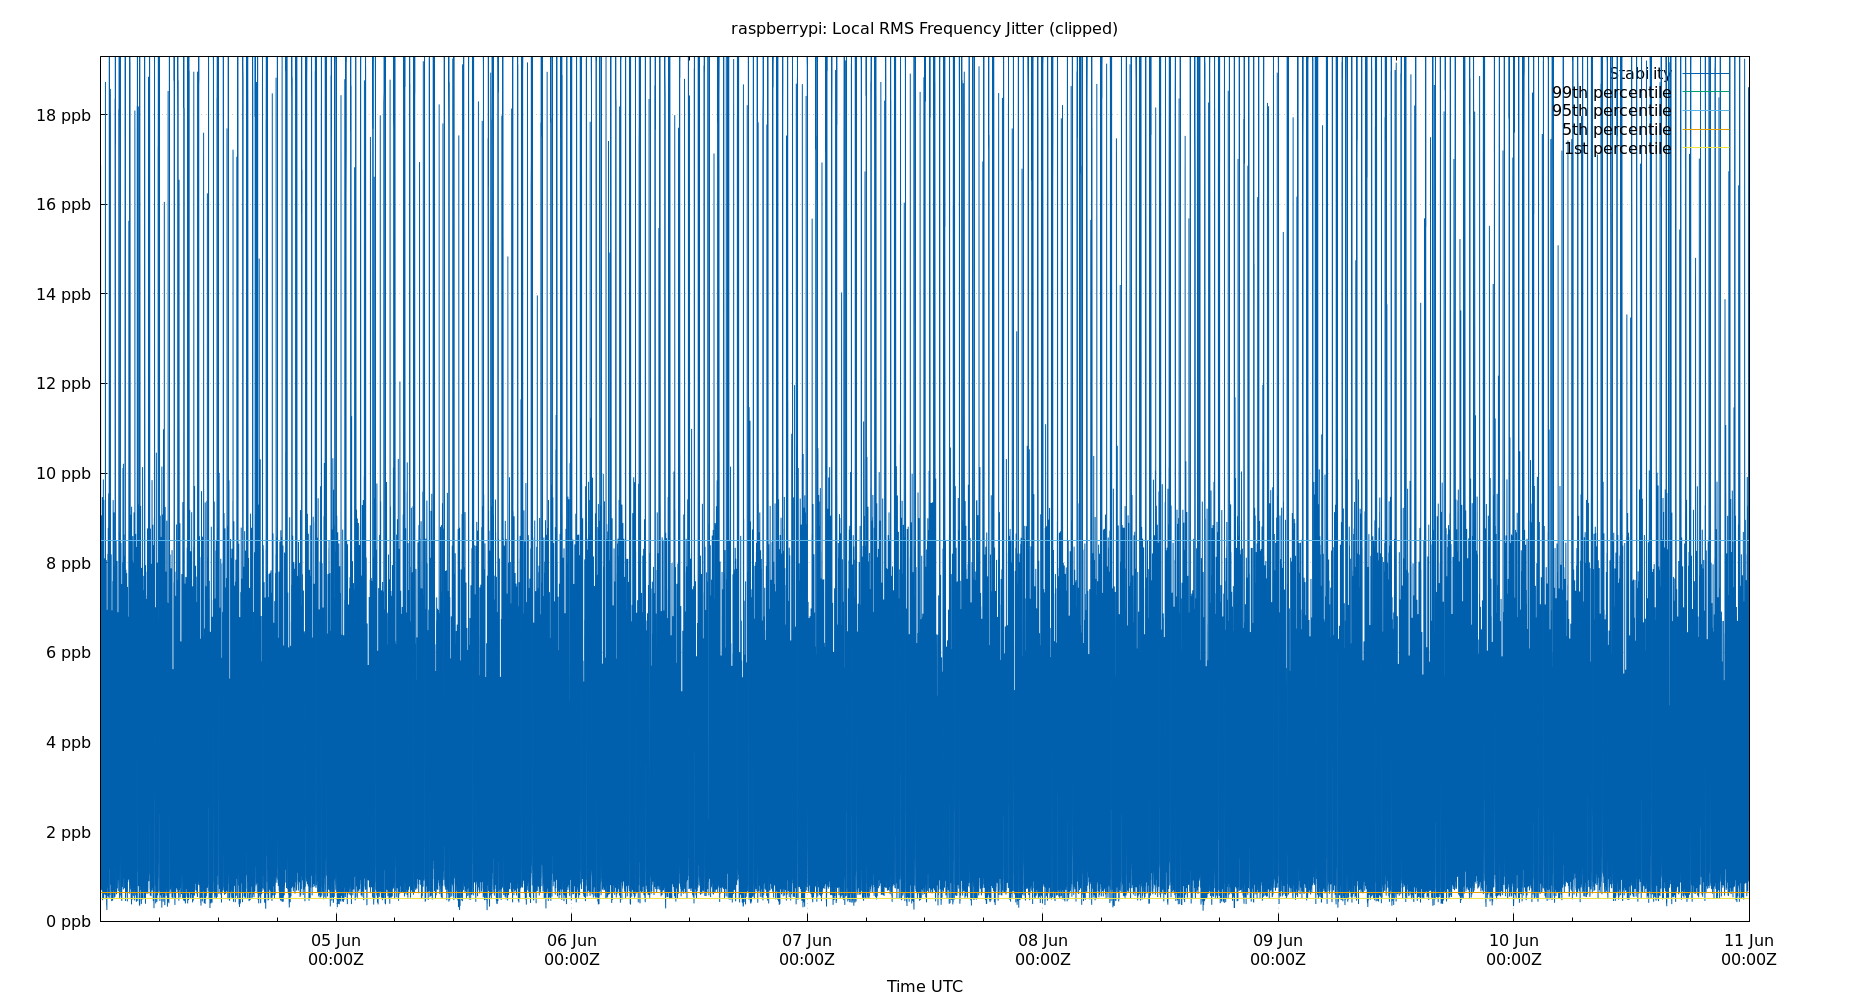 raspberrypi: Local RMS Frequency Jitter (clipped)
Stability
99th percentile
95th percentile
5th percentile
1st percentile
18 ppb
16 ppb
14 ppb
12 ppb
10 ppb
8 ppb
6 ppb
4 ppb
2 ppb
0 ppb
05 Jun 06 Jun 07 Jun 08 Jun 09 Jun 10 Jun 11 Jun
00:00Z 00:00Z 00:00Z 00:00Z 00:00Z 00:00Z 00:00Z
Time UTC